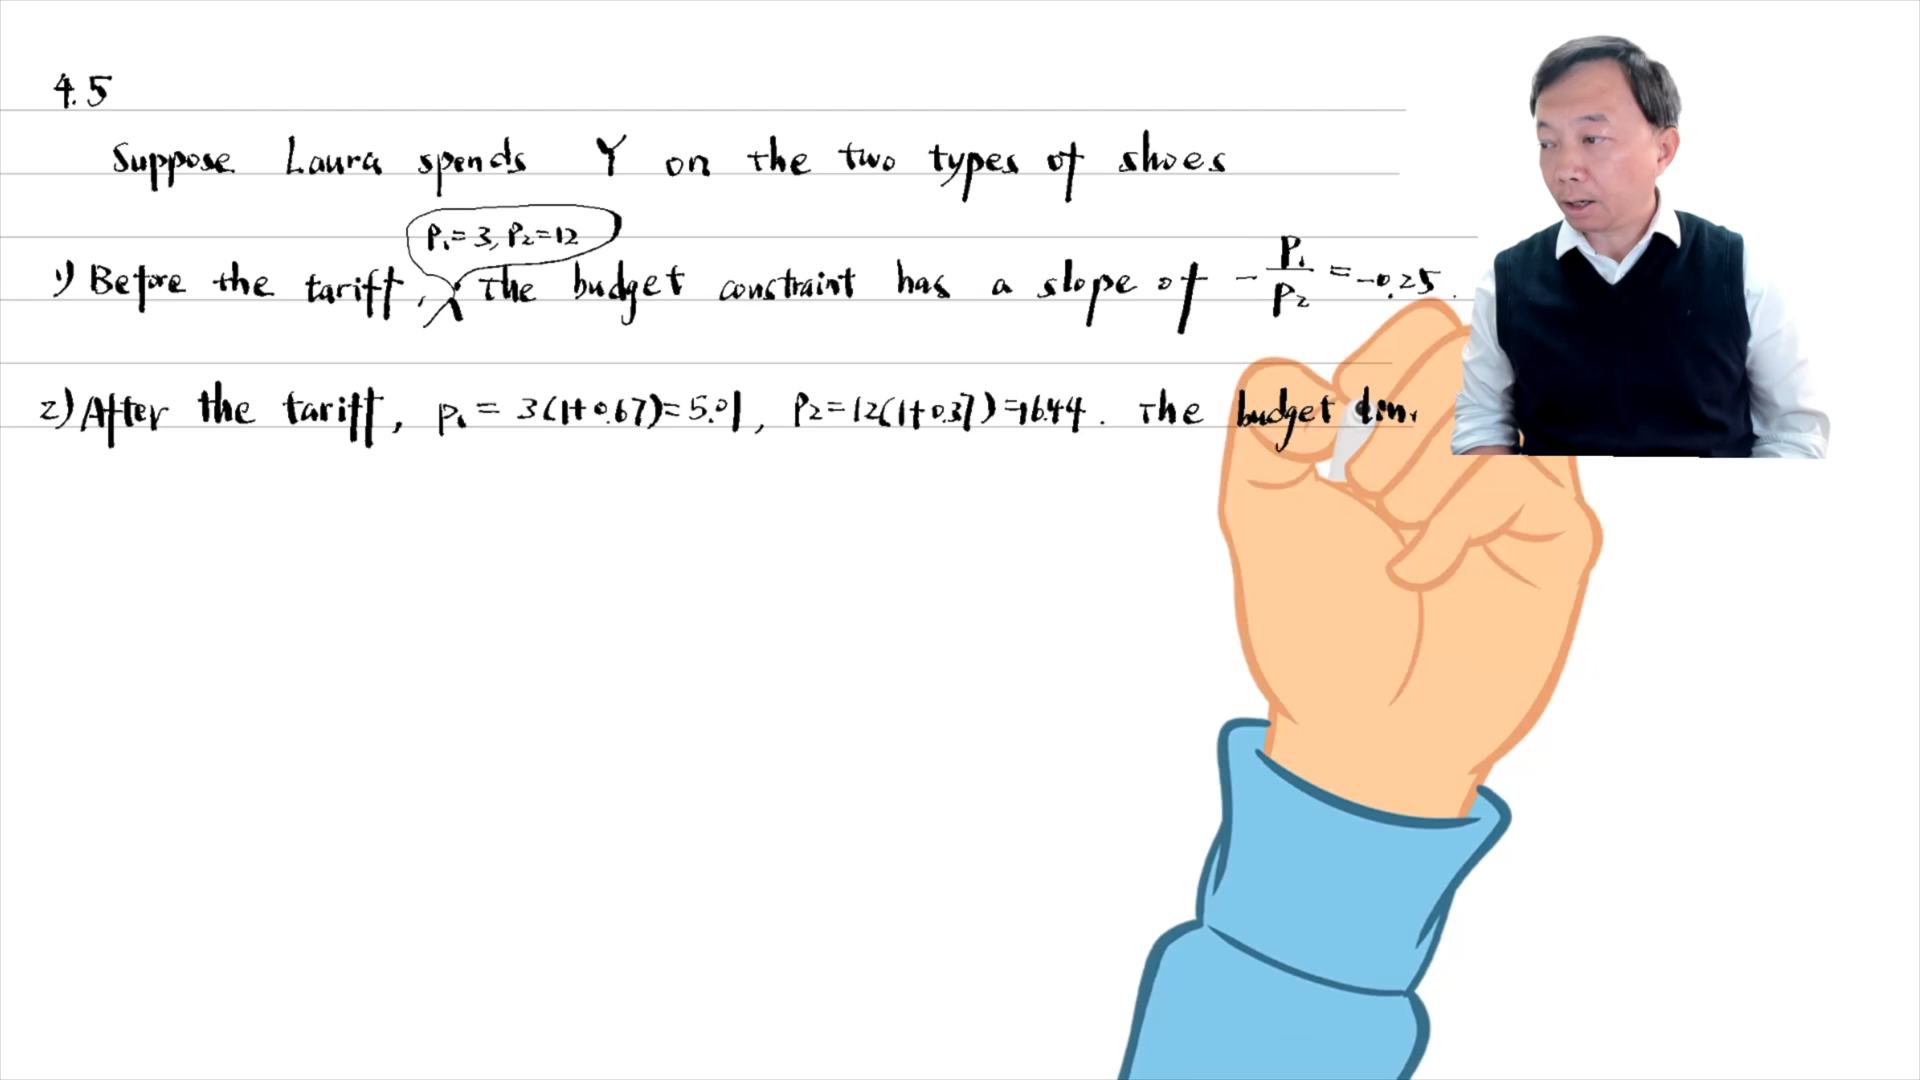 4.5
Suppose Laura spends Y on the two types of shoes
P₁=3, P₂=12
1) Before the tariff, the budget constraint has a slope of -P₁/P₂ = -0.25.
2) After the tariff, P₁ = 3(1+0.67)=5.01, P₂=12(1+0.37)=16.44. The budget